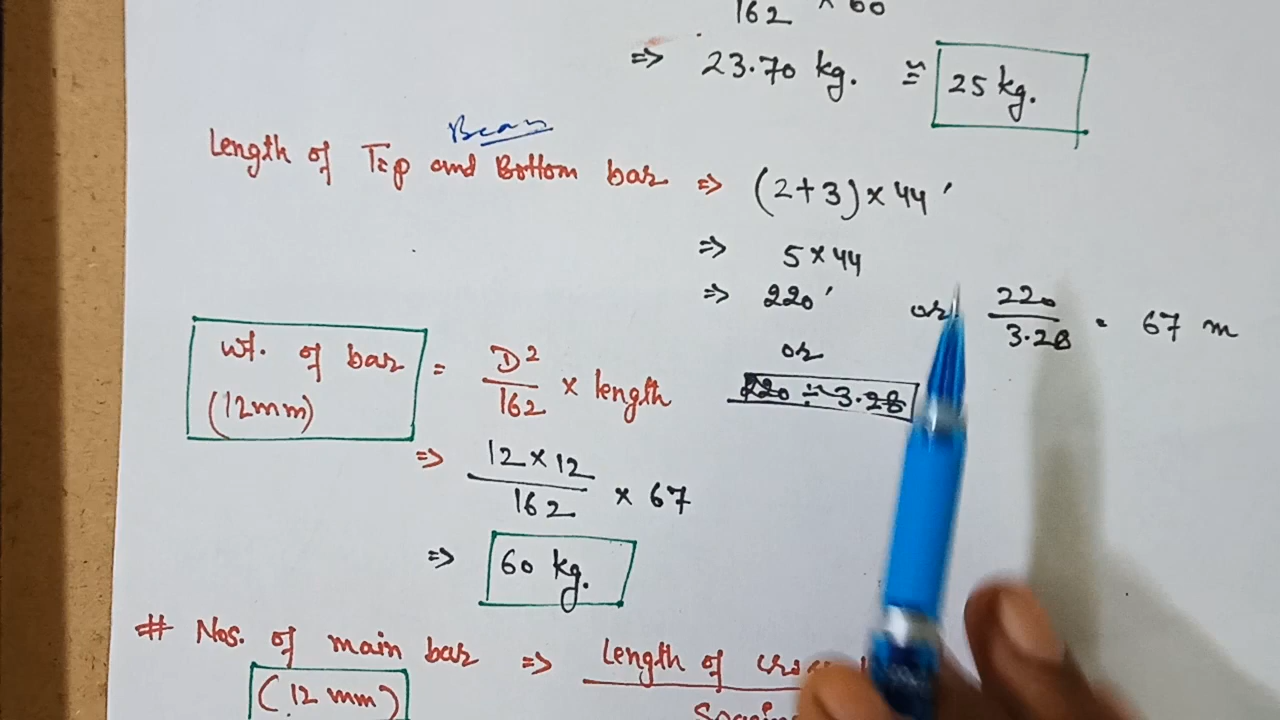 162 × 60
⇒ 23.70 kg. ≅ 25 kg.
Beam
Length of Top and Bottom bar ⇒ (2+3) × 44'
⇒ 5 × 44
⇒ 220' or 220/3.28 = 67 m
or
220 ÷ 3.28
wt. of bar (12mm) = D²/162 × length
⇒ 12 × 12/162 × 67
⇒ 60 kg.
# Nos. of main bar ⇒ Length of
(12 mm)